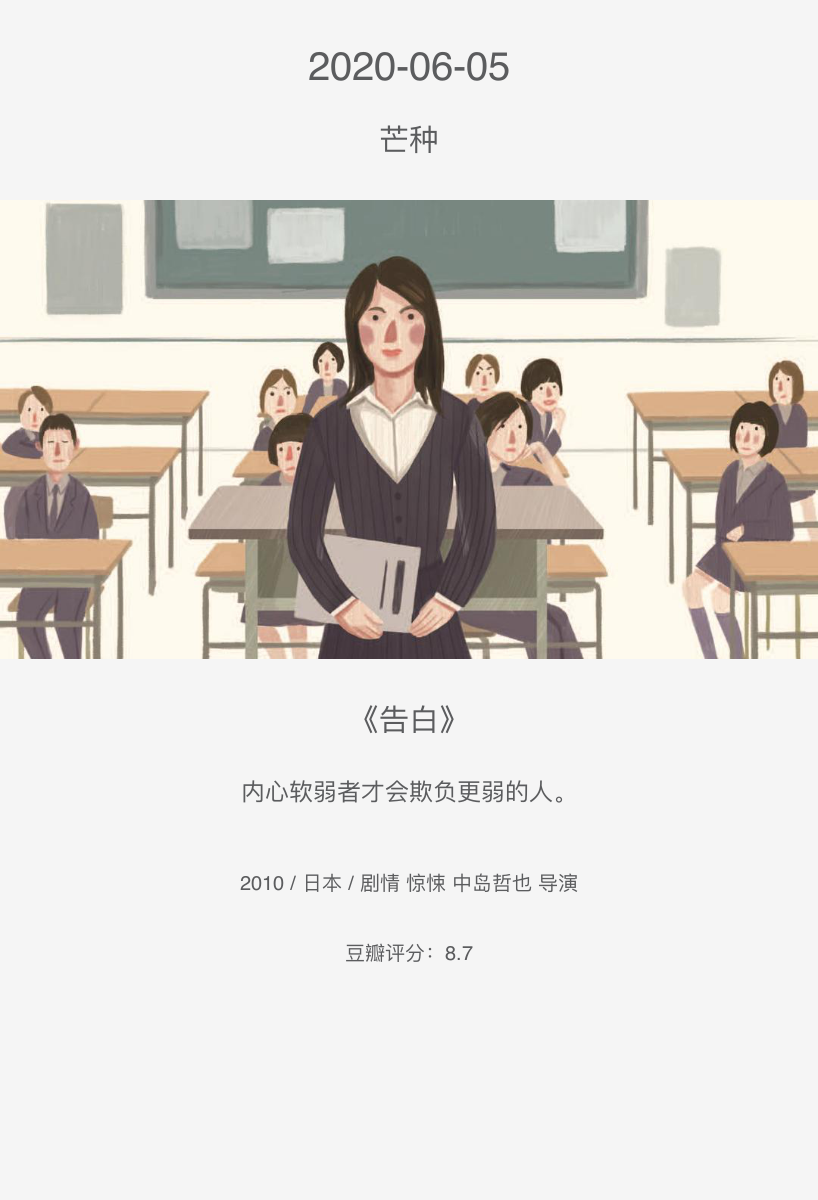 2020-06-05
芒种
《告白》
内心软弱者才会欺负更弱的人。
2010 / 日本 / 剧情 惊悚 中岛哲也 导演
豆瓣评分：8.7